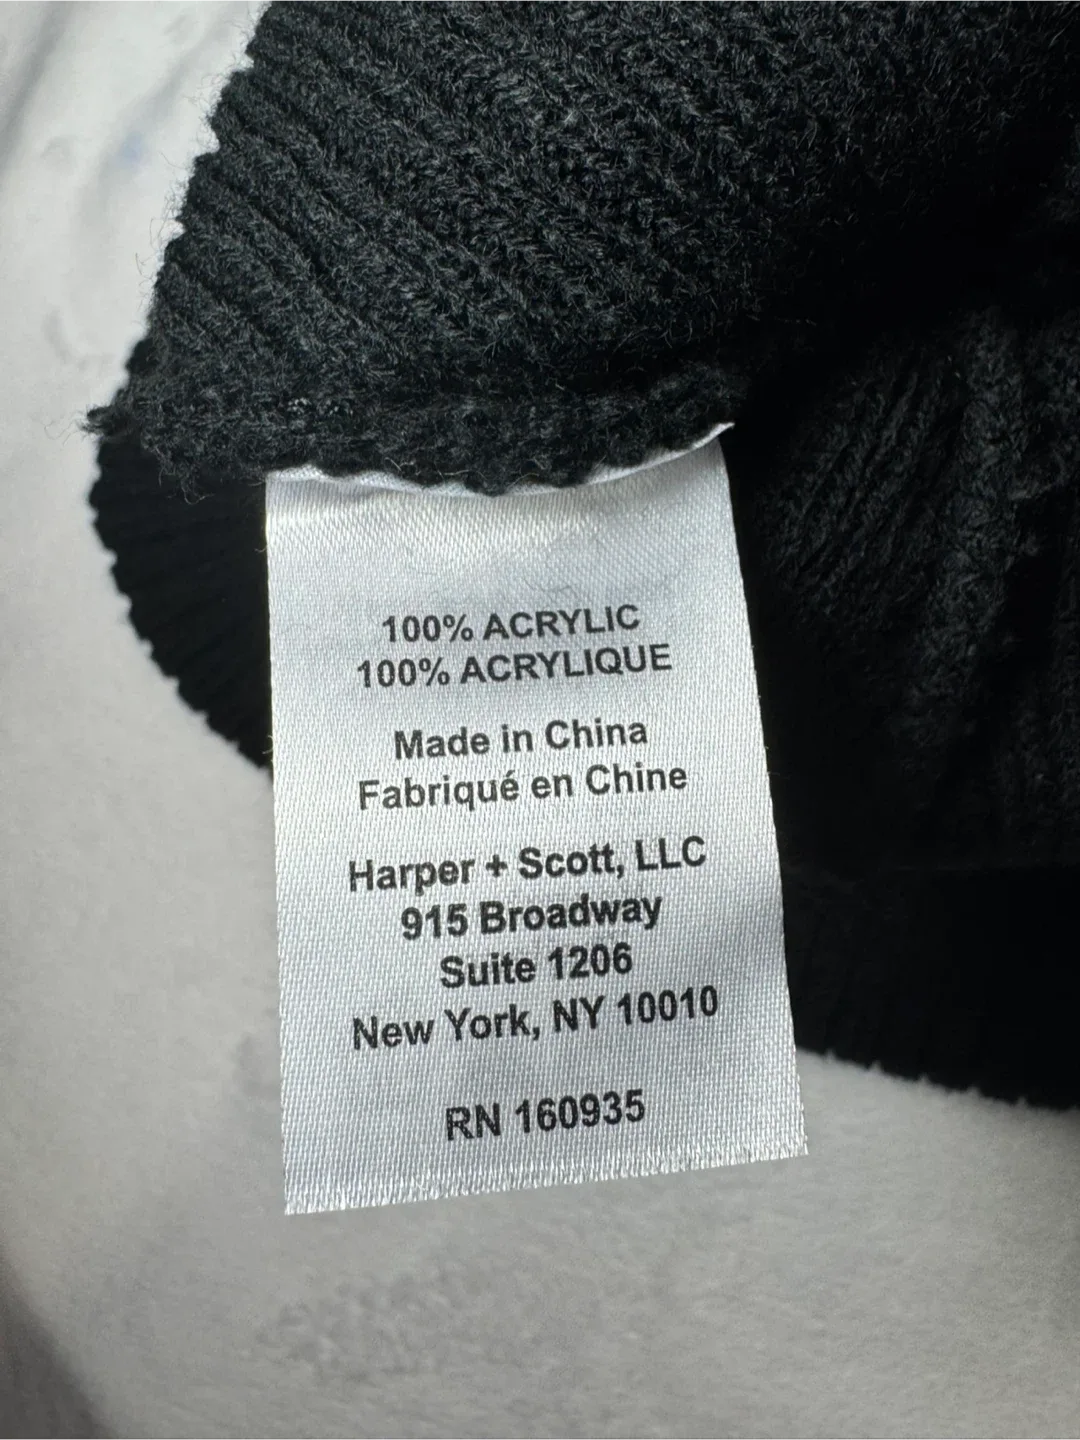 100% ACRYLIC
100% ACRYLIQUE
Made in China
Fabriqué en Chine
Harper + Scott, LLC
915 Broadway
Suite 1206
New York, NY 10010
RN 160935